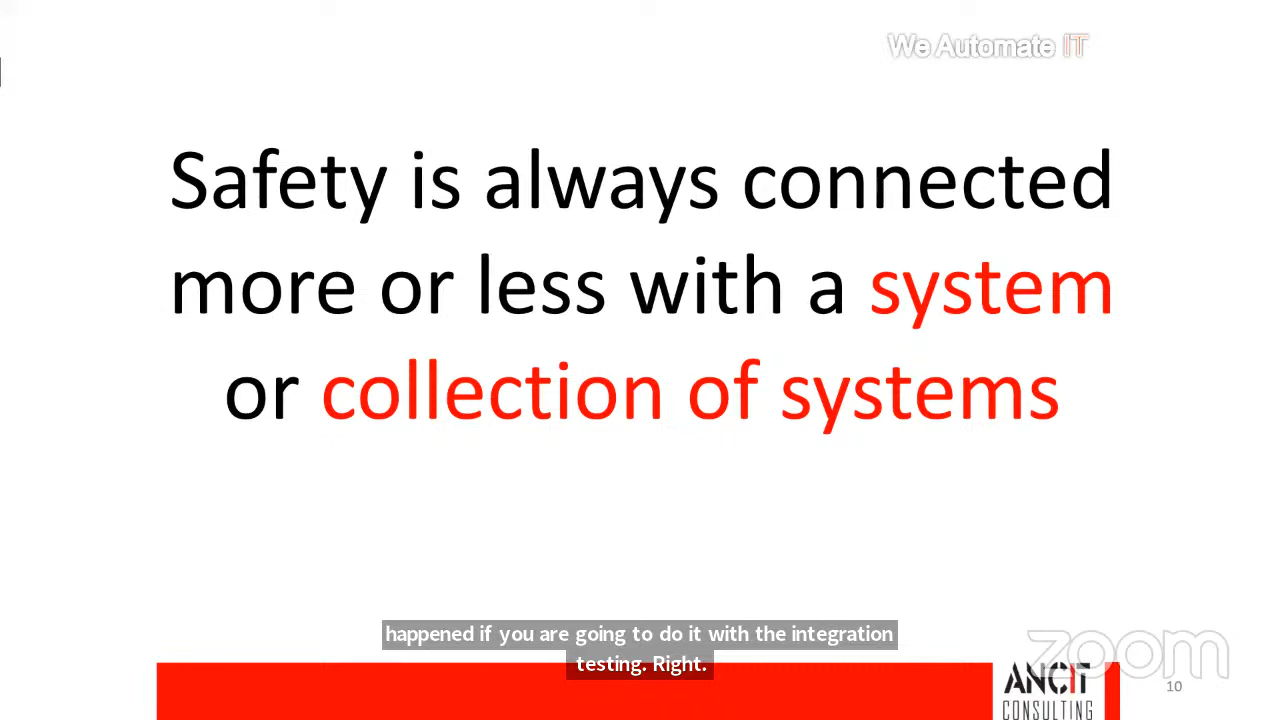 We Automate IT
Safety is always connected
more or less with a system
or collection of systems
happened if you are going to do it with the integration
testing. Right.
zoom
ANCIT
CONSULTING
10